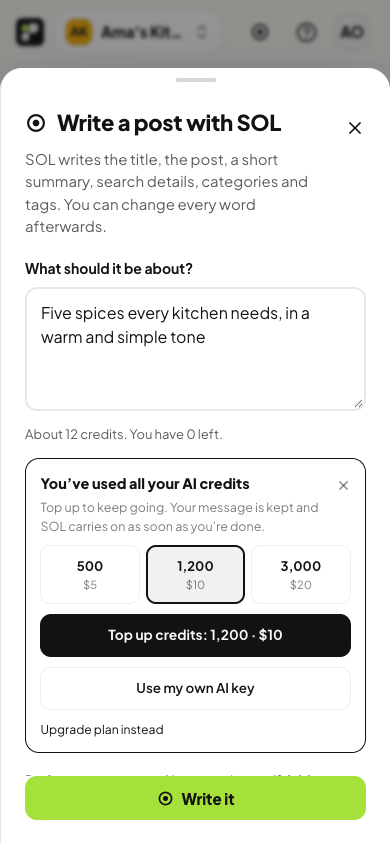 AK Ama's Kit... AO
Write a post with SOL
SOL writes the title, the post, a short
summary, search details, categories and
tags. You can change every word
afterwards.
What should it be about?
Five spices every kitchen needs, in a
warm and simple tone
About 12 credits. You have 0 left.
You've used all your AI credits
Top up to keep going. Your message is kept and
SOL carries on as soon as you're done.
500 1,200 3,000
$5 $10 $20
Top up credits: 1,200 · $10
Use my own AI key
Upgrade plan instead
Write it